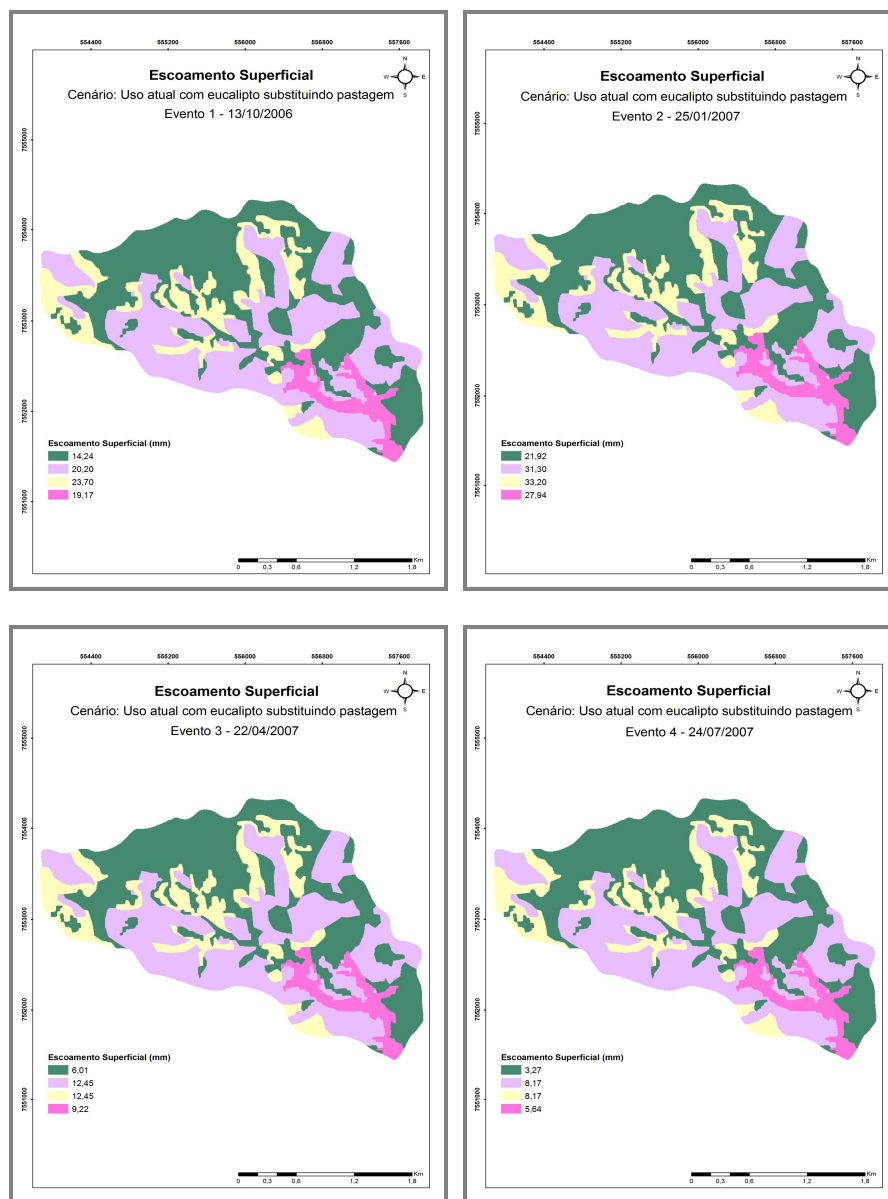 554400 555200 556000 556800 557600
Escoamento Superficial
Cenário: Uso atual com eucalipto substituindo pastagem
Evento 1 - 13/10/2006
N
W E
S
7555000
7554000
7553000
7552000
7551000
Escoamento Superficial (mm)
14,24
20,20
23,70
19,17
Km
0 0,3 0,6 1,2 1,8
554400 555200 556000 556800 557600
Escoamento Superficial
Cenário: Uso atual com eucalipto substituindo pastagem
Evento 2 - 25/01/2007
N
W E
S
7555000
7554000
7553000
7552000
7551000
Escoamento Superficial (mm)
21,92
31,30
33,20
27,94
Km
0 0,3 0,6 1,2 1,8
554400 555200 556000 556800 557600
Escoamento Superficial
Cenário: Uso atual com eucalipto substituindo pastagem
Evento 3 - 22/04/2007
N
W E
S
7555000
7554000
7553000
7552000
7551000
Escoamento Superficial (mm)
6,01
12,45
12,45
9,22
Km
0 0,3 0,6 1,2 1,8
554400 555200 556000 556800 557600
Escoamento Superficial
Cenário: Uso atual com eucalipto substituindo pastagem
Evento 4 - 24/07/2007
N
W E
S
7555000
7554000
7553000
7552000
7551000
Escoamento Superficial (mm)
3,27
8,17
8,17
5,64
Km
0 0,3 0,6 1,2 1,8